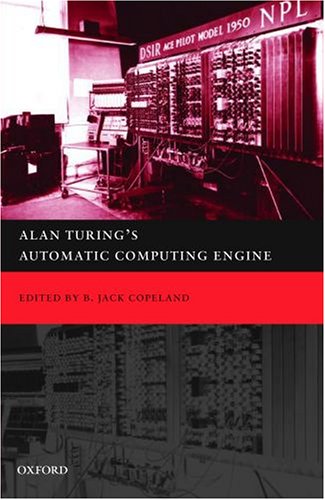 DSIR ACE PILOT MODEL 1950 NPL
ALAN TURING'S
AUTOMATIC COMPUTING ENGINE
EDITED BY B. JACK COPELAND
OXFORD